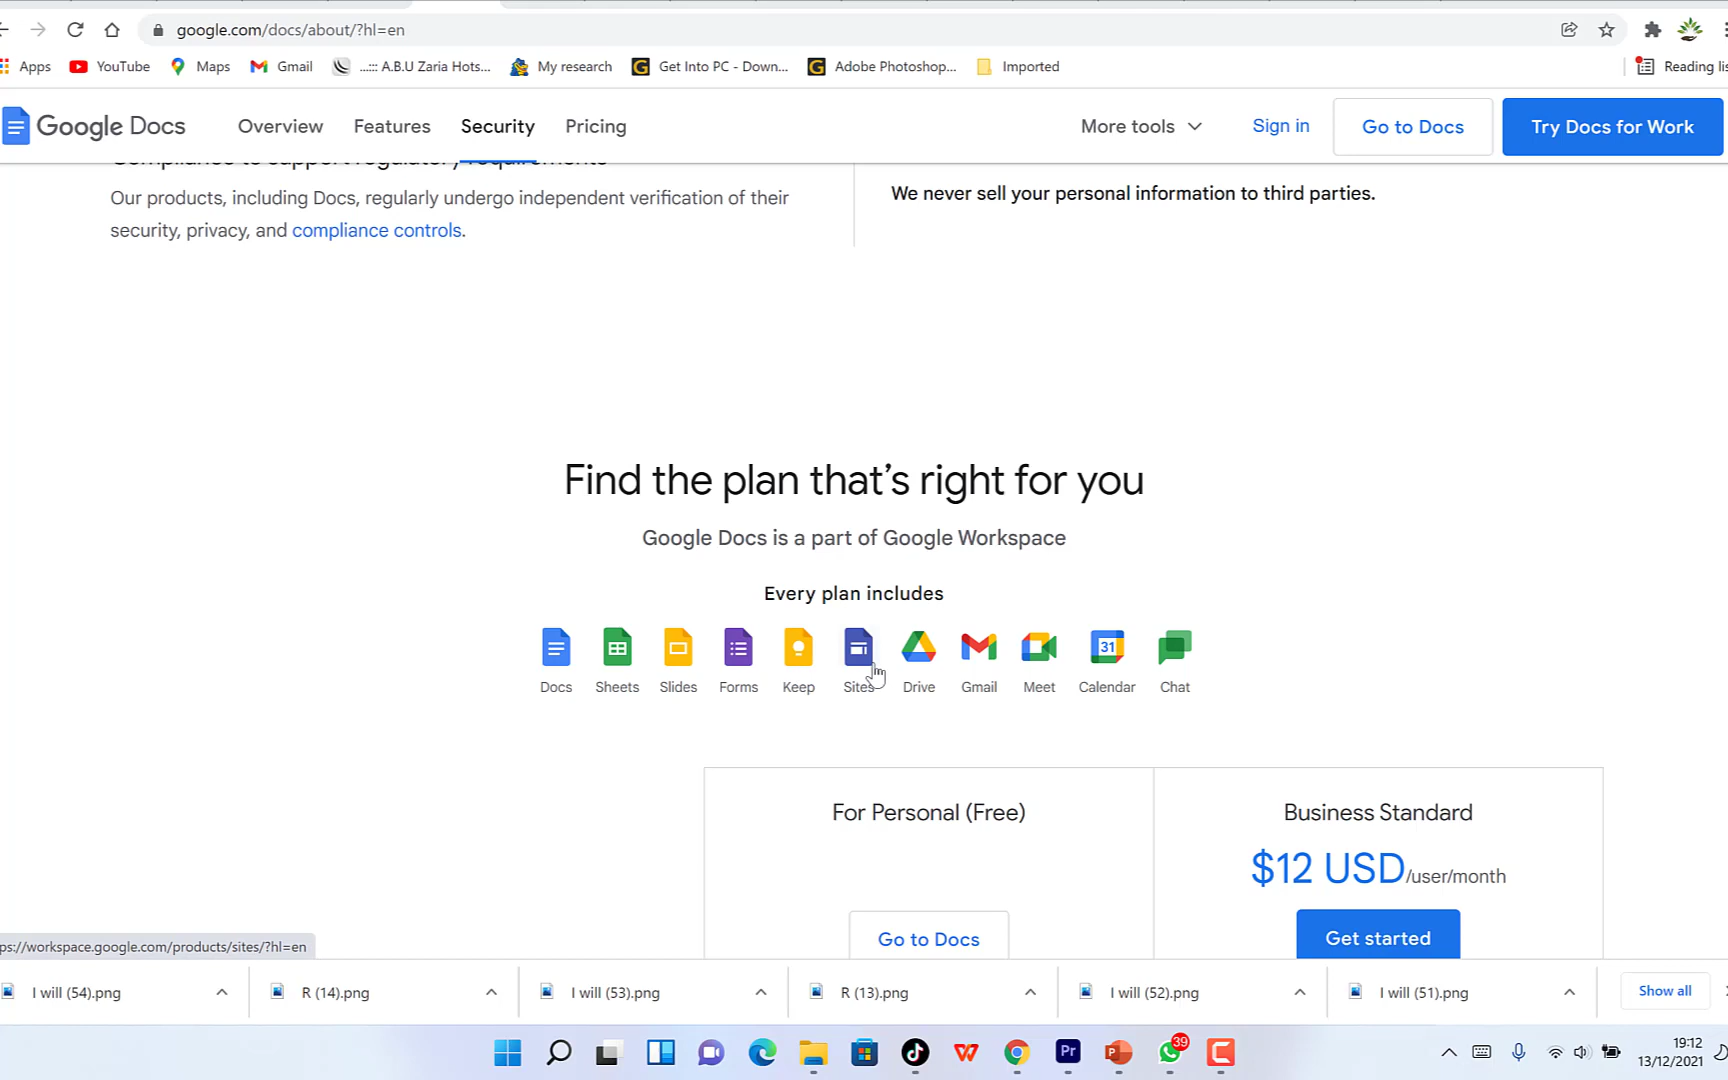 google.com/docs/about/?hl=en
Apps YouTube Maps Gmail ...::: A.B.U Zaria Hots... My research Get Into PC - Down... Adobe Photoshop... Imported Reading lis
Google Docs Overview Features Security Pricing More tools Sign in Go to Docs Try Docs for Work
Compliance to support regulatory requirements
Our products, including Docs, regularly undergo independent verification of their
security, privacy, and compliance controls.
We never sell your personal information to third parties.
Find the plan that's right for you
Google Docs is a part of Google Workspace
Every plan includes
31
Docs Sheets Slides Forms Keep Sites Drive Gmail Meet Calendar Chat
For Personal (Free)
Go to Docs
Business Standard
$12 USD/user/month
Get started
ps://workspace.google.com/products/sites/?hl=en
I will (54).png R (14).png I will (53).png R (13).png I will (52).png I will (51).png Show all
Pr 39 19:12
13/12/2021